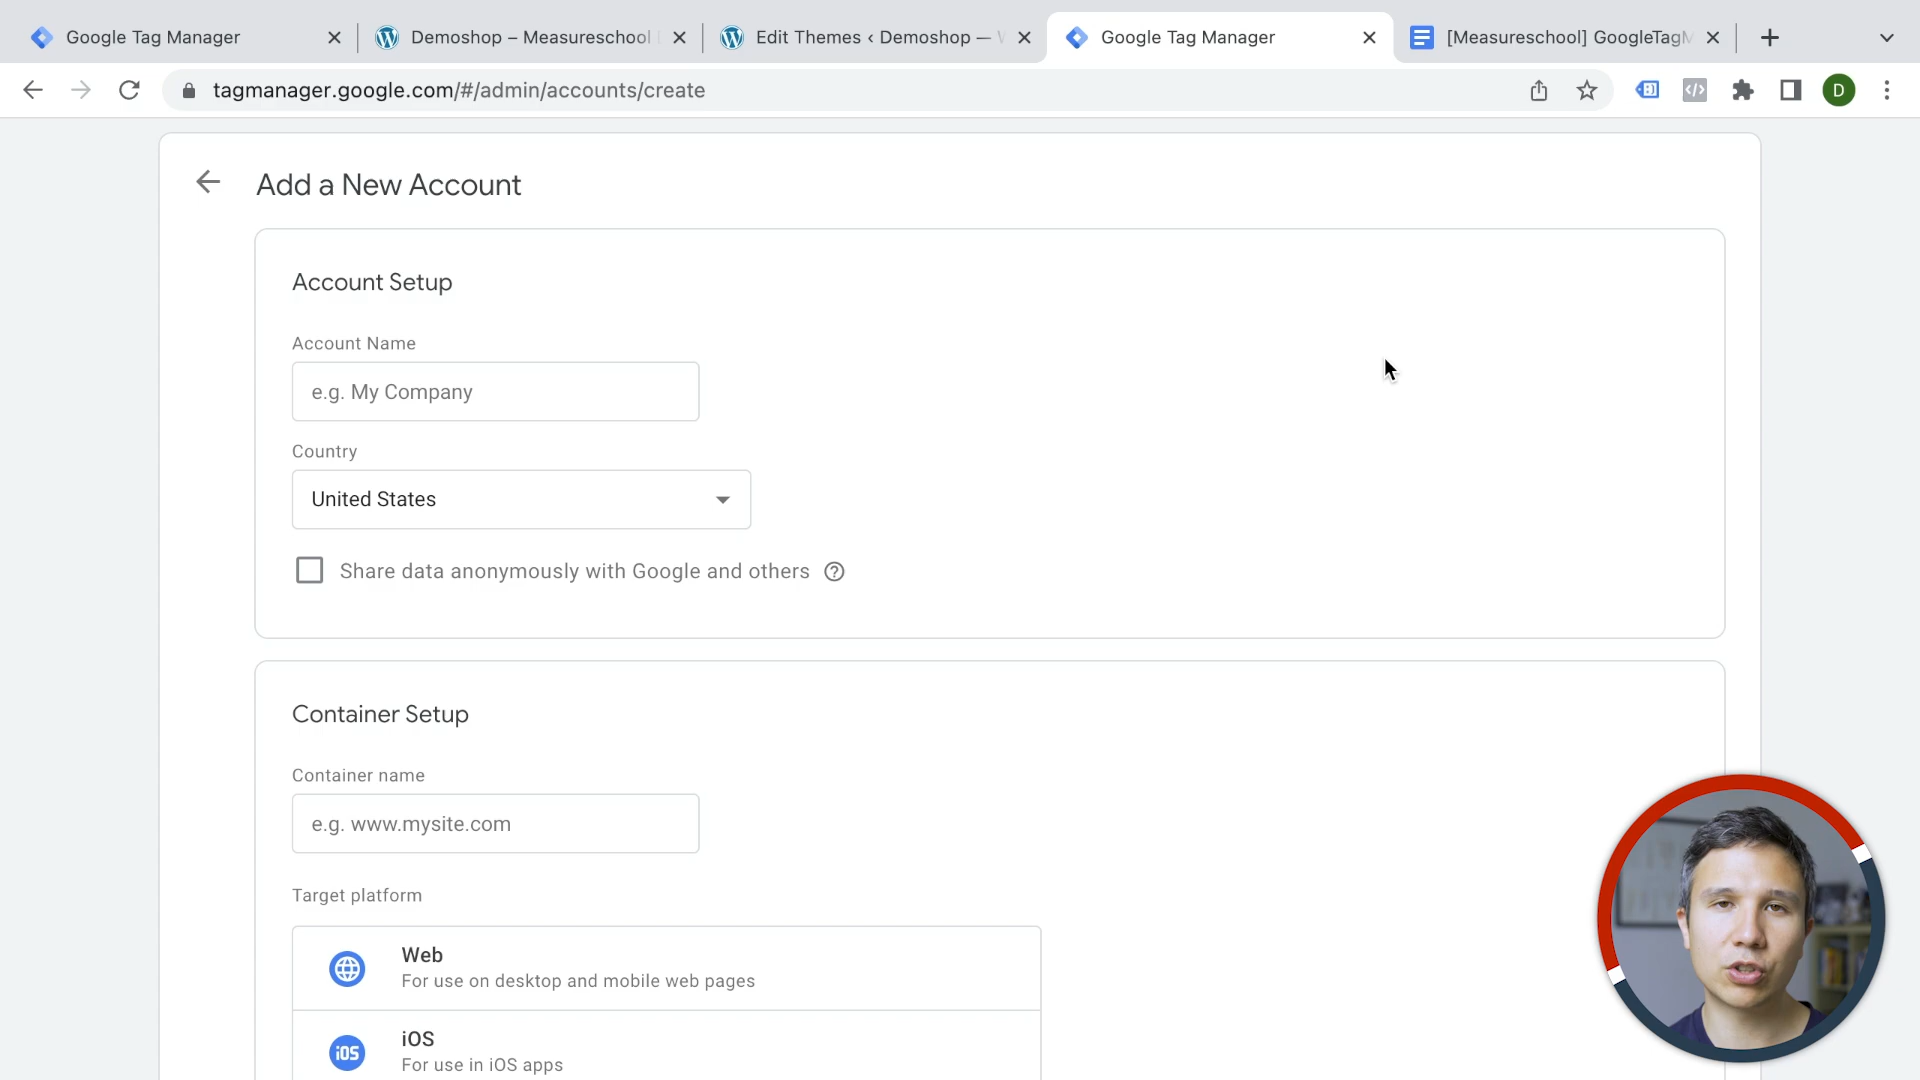 Google Tag Manager
Demoshop – Measureschool
Edit Themes ‹ Demoshop —
Google Tag Manager
[Measureschool] GoogleTagM
tagmanager.google.com/#/admin/accounts/create
D
Add a New Account
Account Setup
Account Name
e.g. My Company
Country
United States
Share data anonymously with Google and others
Container Setup
Container name
e.g. www.mysite.com
Target platform
Web
For use on desktop and mobile web pages
iOS
iOS
For use in iOS apps